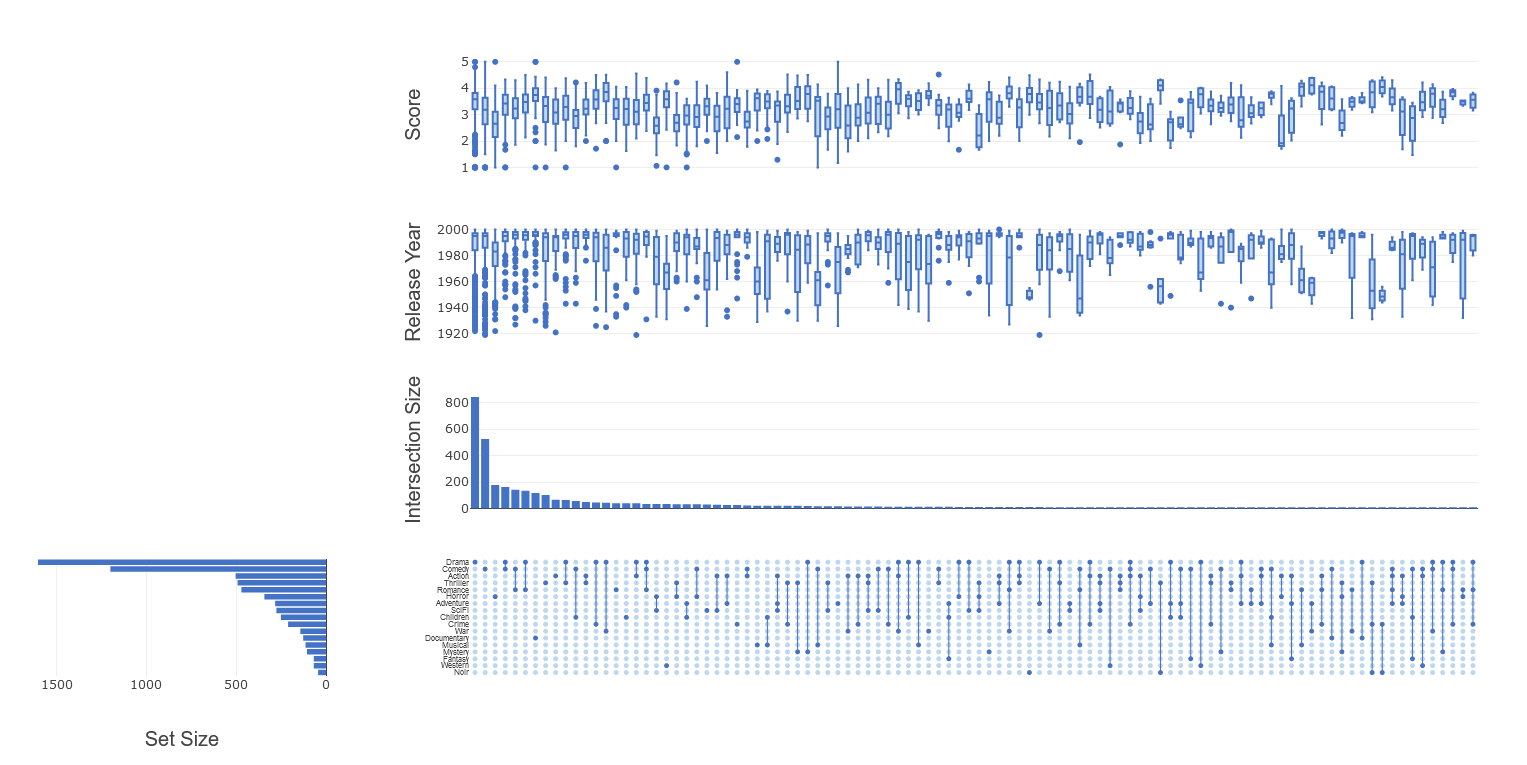 5
4
3
2
1
Score
2000
1980
1960
1940
1920
Release Year
800
600
400
200
0
Intersection Size
Drama
Comedy
Action
Thriller
Romance
Horror
Adventure
SciFi
Children
Crime
War
Documentary
Musical
Mystery
Fantasy
Western
Noir
1500 1000 500 0
Set Size